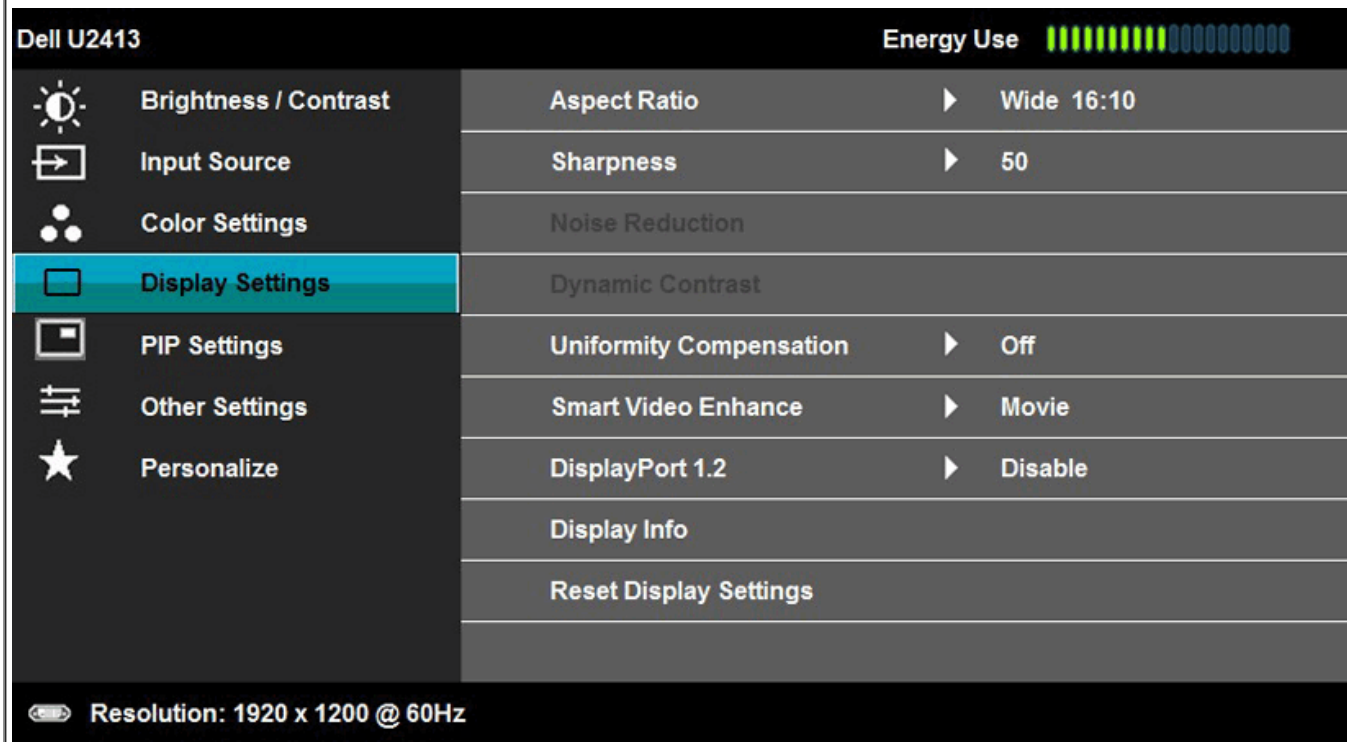 Dell U2413 Energy Use
Brightness / Contrast
Input Source
Color Settings
Display Settings
PIP Settings
Other Settings
Personalize
Aspect Ratio Wide 16:10
Sharpness 50
Noise Reduction
Dynamic Contrast
Uniformity Compensation Off
Smart Video Enhance Movie
DisplayPort 1.2 Disable
Display Info
Reset Display Settings
Resolution: 1920 x 1200 @ 60Hz